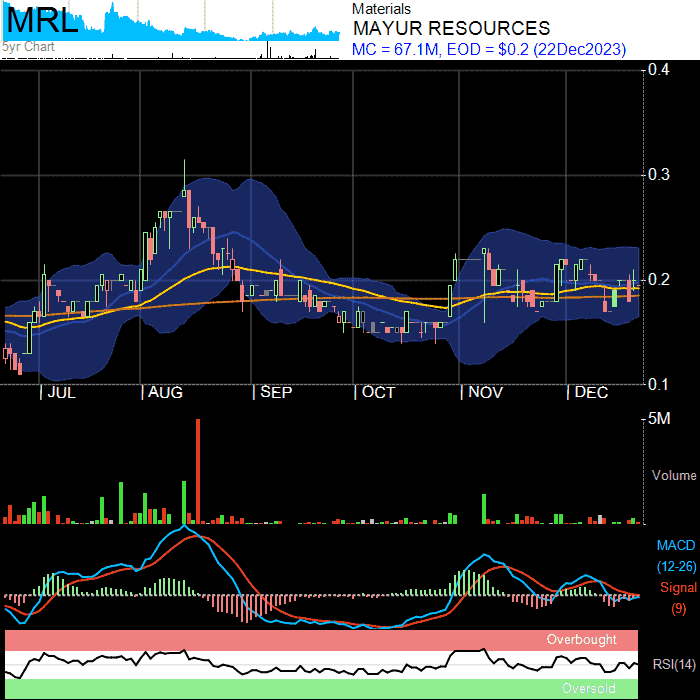 MRL
5yr Chart
Materials
MAYUR RESOURCES
MC = 67.1M, EOD = $0.2 (22Dec2023)
0.4
0.3
0.2
0.1
JUL
AUG
SEP
OCT
NOV
DEC
5M
Volume
MACD
(12-26)
Signal
(9)
Overbought
RSI(14)
Oversold